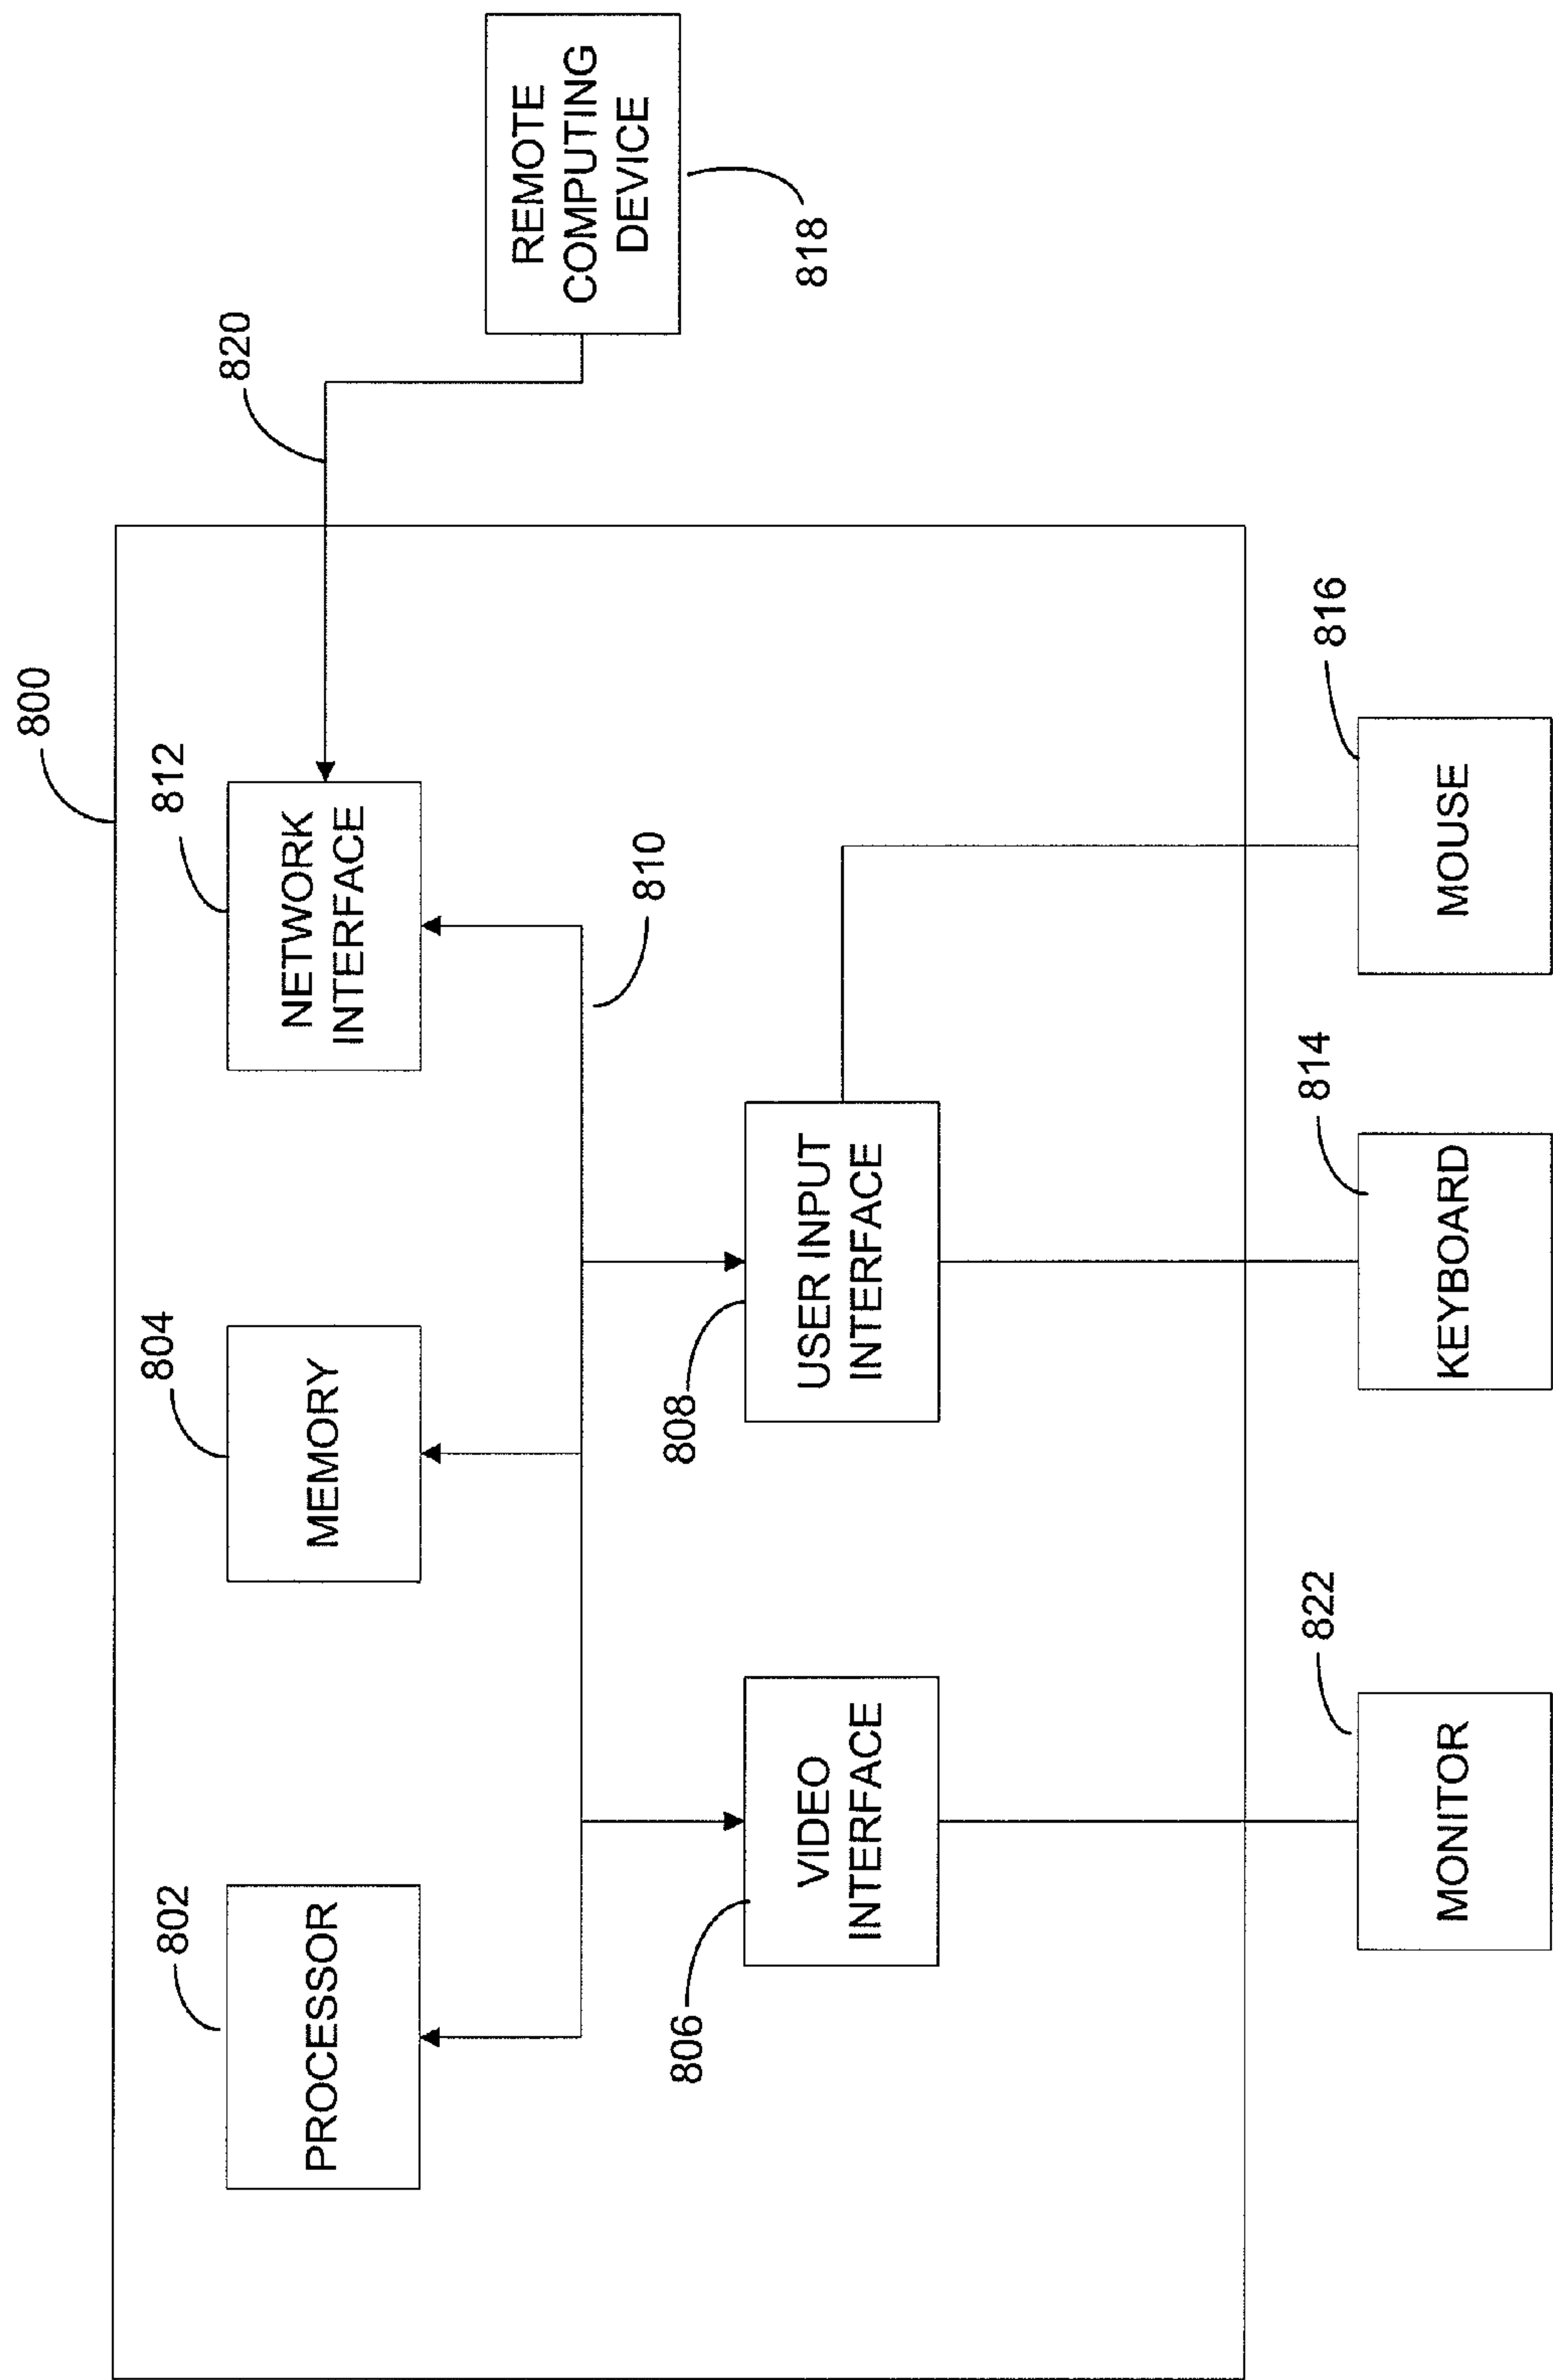 800
802
PROCESSOR
804
MEMORY
812
NETWORK
INTERFACE
820
REMOTE
COMPUTING
DEVICE
818
810
806
VIDEO
INTERFACE
808
USER INPUT
INTERFACE
822
MONITOR
814
KEYBOARD
816
MOUSE